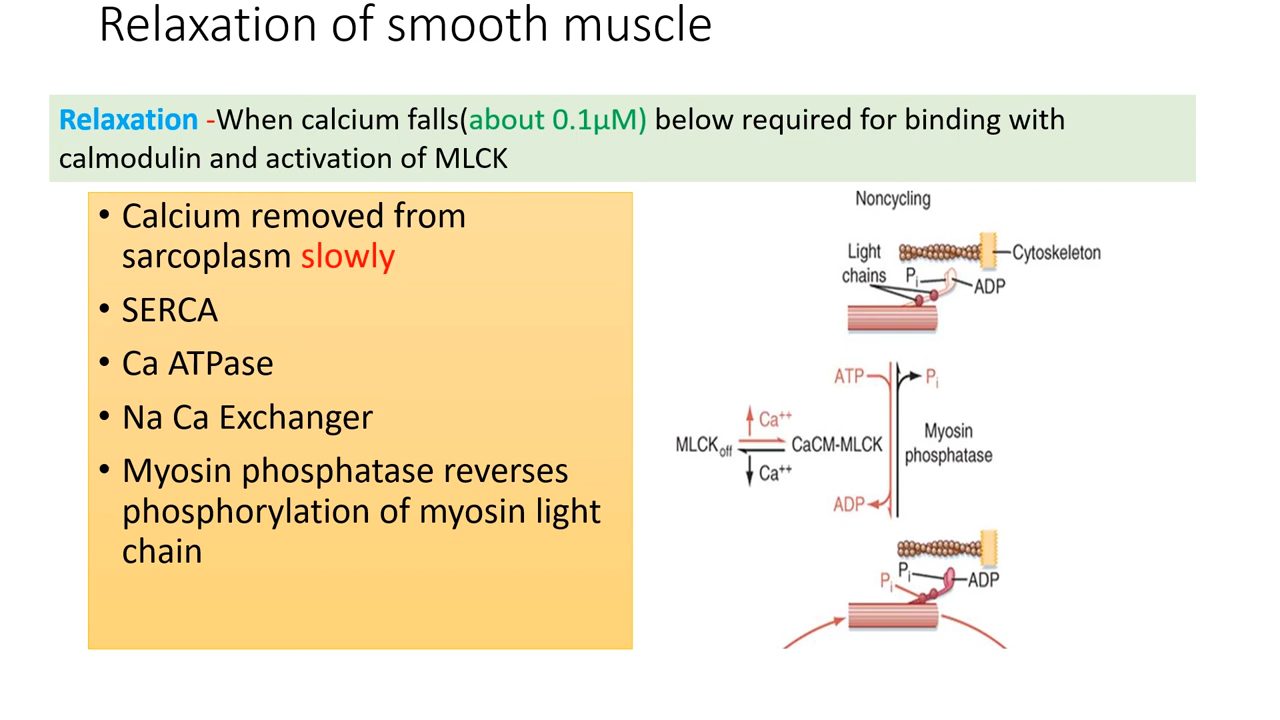 Relaxation of smooth muscle
Relaxation -When calcium falls(about 0.1µM) below required for binding with
calmodulin and activation of MLCK
• Calcium removed from
sarcoplasm slowly
• SERCA
• Ca ATPase
• Na Ca Exchanger
• Myosin phosphatase reverses
phosphorylation of myosin light
chain
Noncycling
Light
chains
Cytoskeleton
Pi
ADP
ATP
Pi
Ca++
MLCKoff
CaCM-MLCK
Ca++
Myosin
phosphatase
ADP
Pi
Pi
ADP